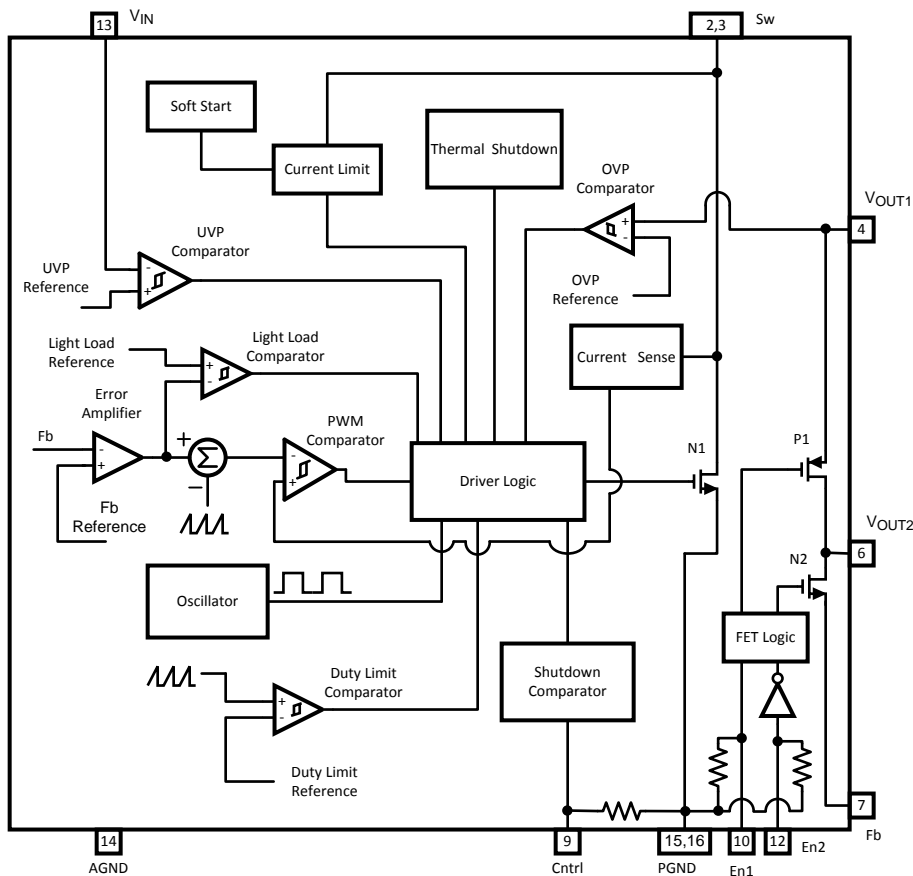 V_IN
13
2,3
Sw
Soft Start
Current Limit
Thermal Shutdown
OVP
Comparator
+
-
OVP
Reference
V_OUT1
4
UVP
Comparator
-
+
UVP
Reference
Light Load
Reference
Light Load
Comparator
+
-
Current Sense
Error
Amplifier
Fb
-
+
Fb
Reference
+
Σ
−
PWM
Comparator
-
+
Driver Logic
N1
P1
V_OUT2
6
N2
FET Logic
Oscillator
Duty Limit
Comparator
+
-
Duty Limit
Reference
Shutdown
Comparator
7
Fb
14
AGND
9
Cntrl
15,16
PGND
10
En1
12
En2